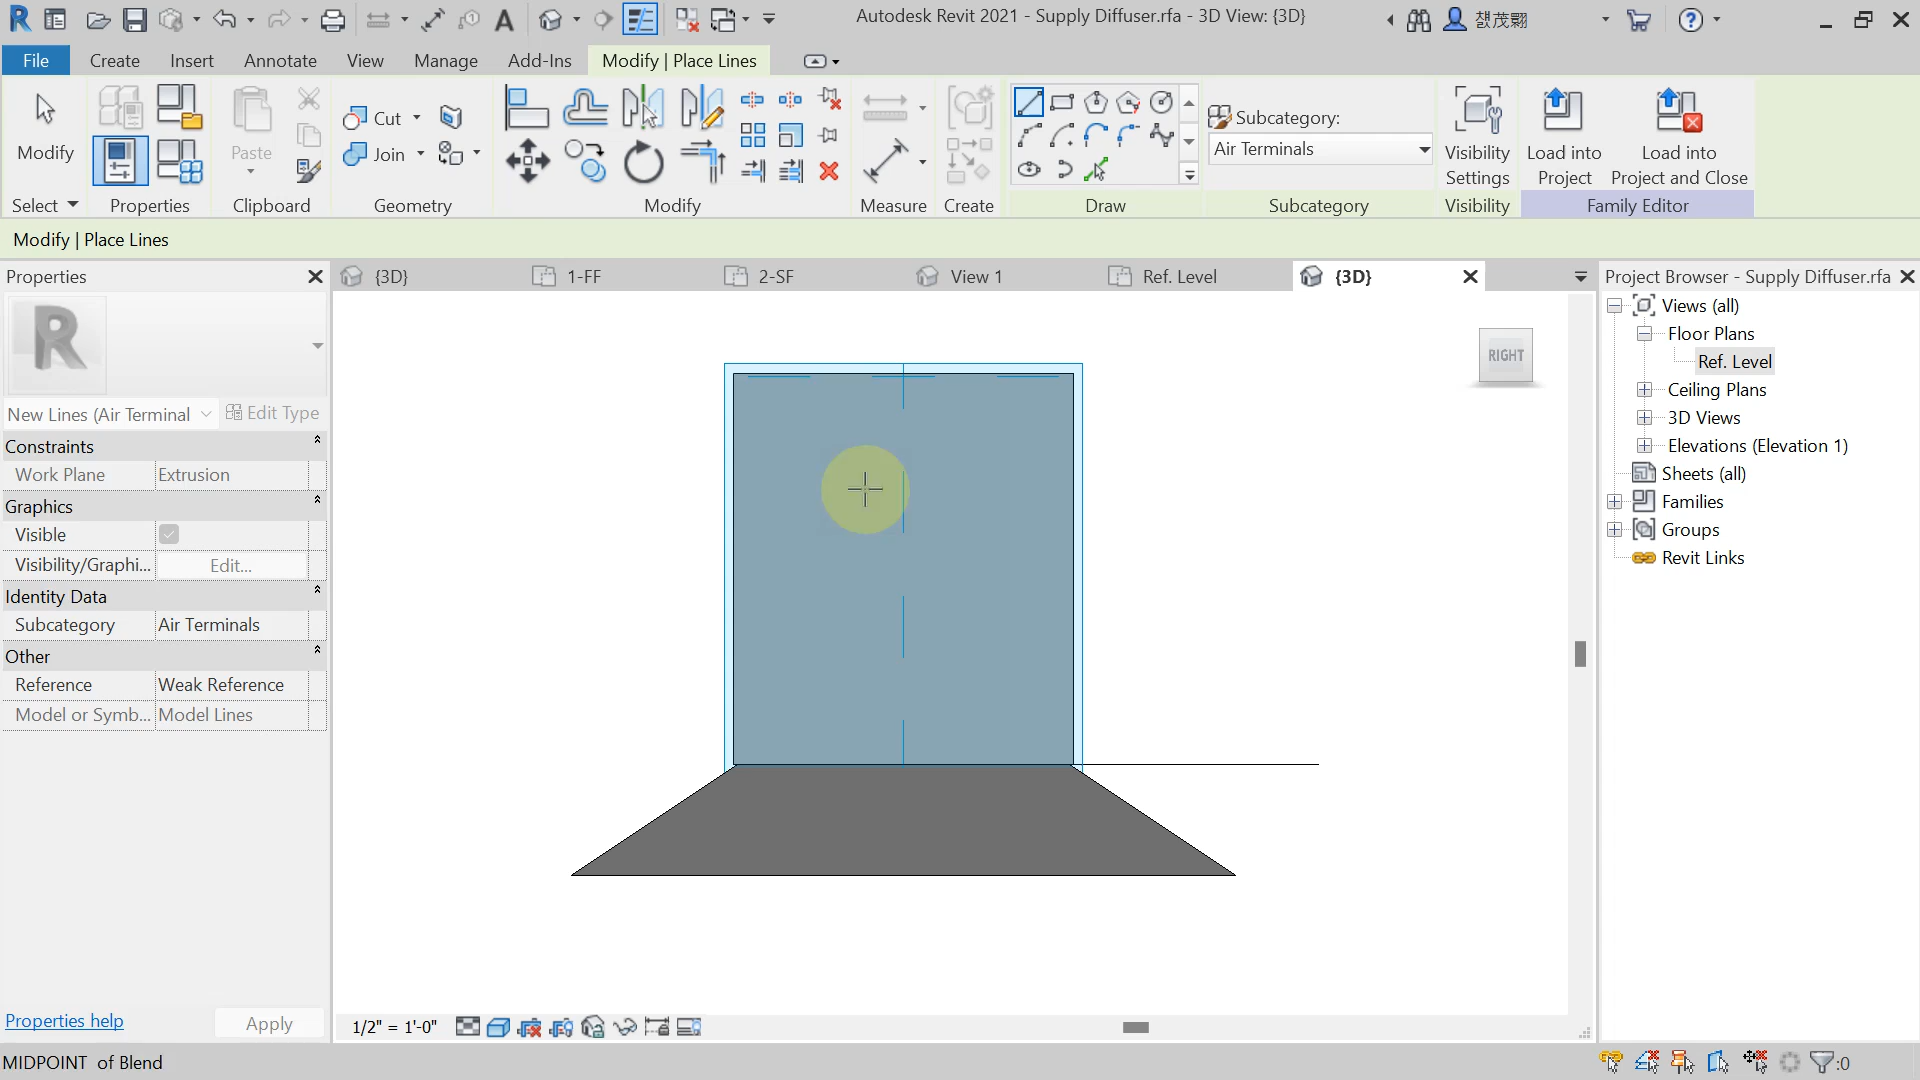 Autodesk Revit 2021 - Supply Diffuser.rfa - 3D View: {3D}
File
Create
Insert
Annotate
View
Manage
Add-Ins
Modify | Place Lines
Modify
Paste
Cut
Join
Subcategory:
Air Terminals
Visibility
Settings
Load into
Project
Load into
Project and Close
Select
Properties
Clipboard
Geometry
Modify
Measure
Create
Draw
Subcategory
Visibility
Family Editor
Modify | Place Lines
Properties
{3D}
1-FF
2-SF
View 1
Ref. Level
{3D}
Project Browser - Supply Diffuser.rfa
New Lines (Air Terminal
Edit Type
Constraints
Work Plane
Extrusion
Graphics
Visible
Visibility/Graphi...
Edit...
Identity Data
Subcategory
Air Terminals
Other
Reference
Weak Reference
Model or Symb...
Model Lines
RIGHT
Views (all)
Floor Plans
Ref. Level
Ceiling Plans
3D Views
Elevations (Elevation 1)
Sheets (all)
Families
Groups
Revit Links
Properties help
Apply
1/2" = 1'-0"
MIDPOINT of Blend
:0